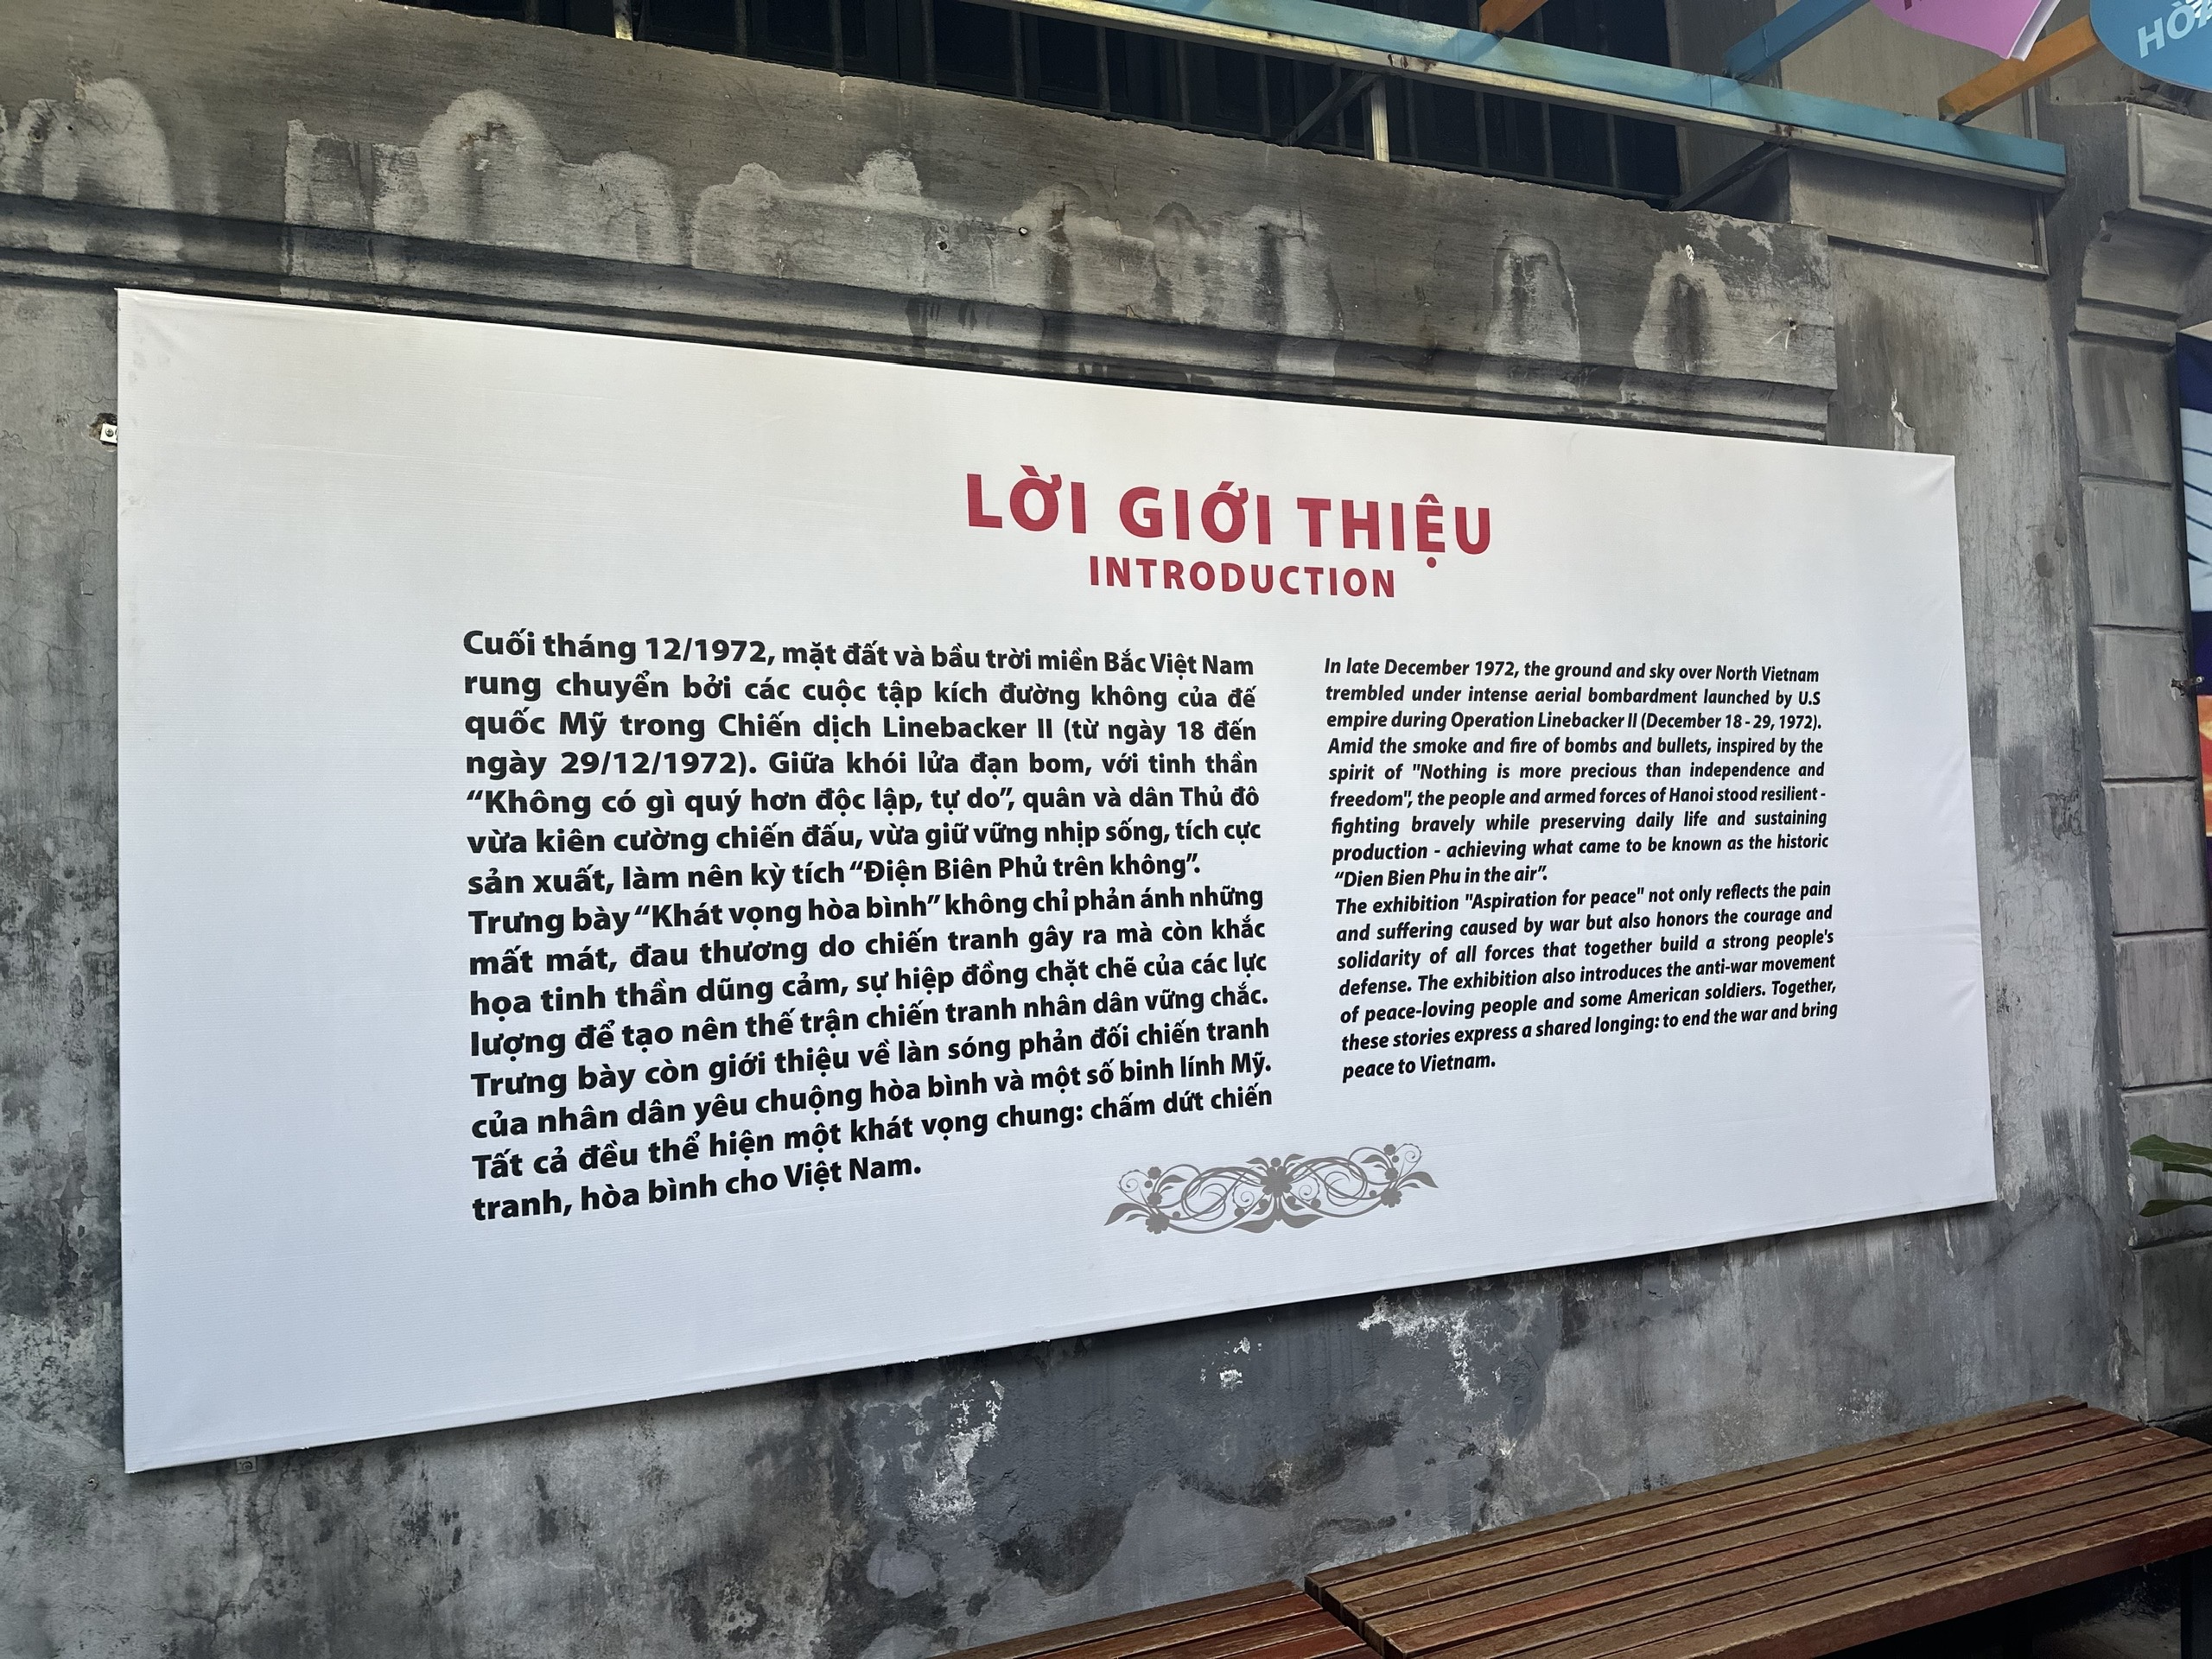 HÒA
LỜI GIỚI THIỆU
INTRODUCTION
Cuối tháng 12/1972, mặt đất và bầu trời miền Bắc Việt Nam
rung chuyển bởi các cuộc tập kích đường không của đế
quốc Mỹ trong Chiến dịch Linebacker II (từ ngày 18 đến
ngày 29/12/1972). Giữa khói lửa đạn bom, với tinh thần
“Không có gì quý hơn độc lập, tự do”, quân và dân Thủ đô
vừa kiên cường chiến đấu, vừa giữ vững nhịp sống, tích cực
sản xuất, làm nên kỳ tích “Điện Biên Phủ trên không”.
Trưng bày “Khát vọng hòa bình” không chỉ phản ánh những
mất mát, đau thương do chiến tranh gây ra mà còn khắc
họa tinh thần dũng cảm, sự hiệp đồng chặt chẽ của các lực
lượng để tạo nên thế trận chiến tranh nhân dân vững chắc.
Trưng bày còn giới thiệu về làn sóng phản đối chiến tranh
của nhân dân yêu chuộng hòa bình và một số binh lính Mỹ.
Tất cả đều thể hiện một khát vọng chung: chấm dứt chiến
tranh, hòa bình cho Việt Nam.
In late December 1972, the ground and sky over North Vietnam
trembled under intense aerial bombardment launched by U.S
empire during Operation Linebacker II (December 18 - 29, 1972).
Amid the smoke and fire of bombs and bullets, inspired by the
spirit of "Nothing is more precious than independence and
freedom", the people and armed forces of Hanoi stood resilient -
fighting bravely while preserving daily life and sustaining
production - achieving what came to be known as the historic
“Dien Bien Phu in the air”.
The exhibition "Aspiration for peace" not only reflects the pain
and suffering caused by war but also honors the courage and
solidarity of all forces that together build a strong people's
defense. The exhibition also introduces the anti-war movement
of peace-loving people and some American soldiers. Together,
these stories express a shared longing: to end the war and bring
peace to Vietnam.